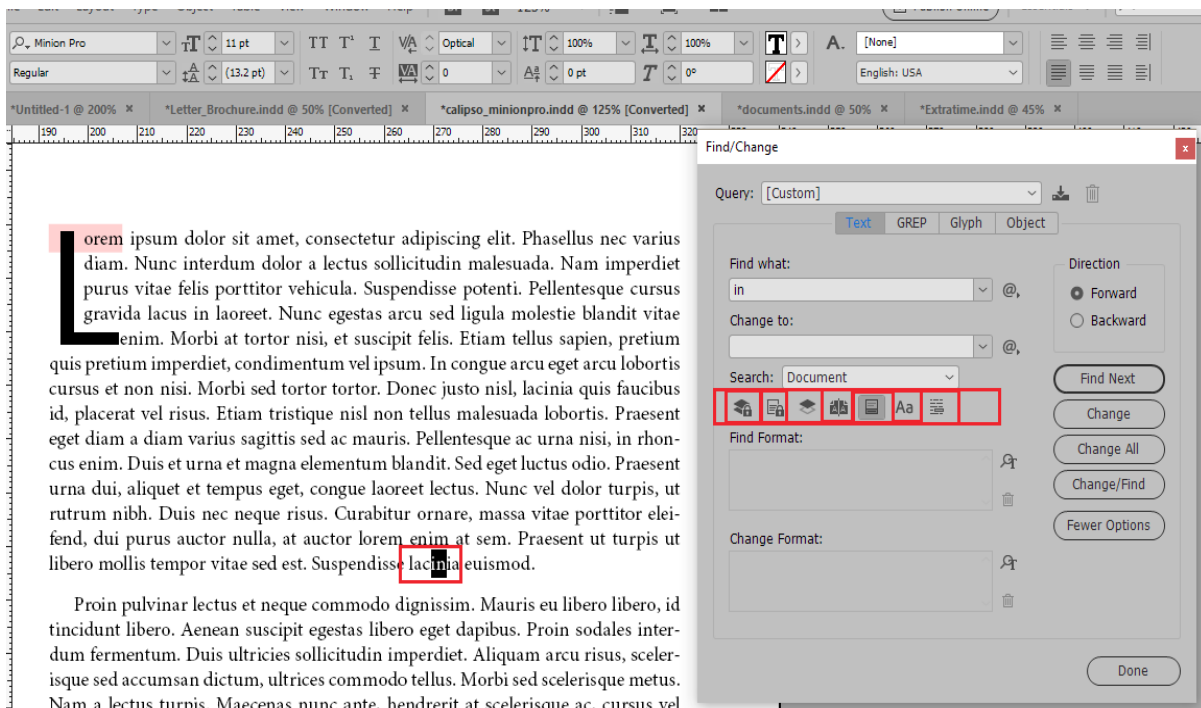 Minion Pro 11 pt Optical 100% 100% A. [None]
Regular (13.2 pt) 0 0 pt 0° English: USA
*Untitled-1 @ 200% × *Letter_Brochure.indd @ 50% [Converted] × *calipso_minionpro.indd @ 125% [Converted] × *documents.indd @ 50% × *Extratime.indd @ 45% ×
190 200 210 220 230 240 250 260 270 280 290 300 310 320
Lorem ipsum dolor sit amet, consectetur adipiscing elit. Phasellus nec varius
diam. Nunc interdum dolor a lectus sollicitudin malesuada. Nam imperdiet
purus vitae felis porttitor vehicula. Suspendisse potenti. Pellentesque cursus
gravida lacus in laoreet. Nunc egestas arcu sed ligula molestie blandit vitae
enim. Morbi at tortor nisi, et suscipit felis. Etiam tellus sapien, pretium
quis pretium imperdiet, condimentum vel ipsum. In congue arcu eget arcu lobortis
cursus et non nisi. Morbi sed tortor tortor. Donec justo nisl, lacinia quis faucibus
id, placerat vel risus. Etiam tristique nisl non tellus malesuada lobortis. Praesent
eget diam a diam varius sagittis sed ac mauris. Pellentesque ac urna nisi, in rhon-
cus enim. Duis et urna et magna elementum blandit. Sed eget luctus odio. Praesent
urna dui, aliquet et tempus eget, congue laoreet lectus. Nunc vel dolor turpis, ut
rutrum nibh. Duis nec neque risus. Curabitur ornare, massa vitae porttitor elei-
fend, dui purus auctor nulla, at auctor lorem enim at sem. Praesent ut turpis ut
libero mollis tempor vitae sed est. Suspendisse lacinia euismod.
Proin pulvinar lectus et neque commodo dignissim. Mauris eu libero libero, id
tincidunt libero. Aenean suscipit egestas libero eget dapibus. Proin sodales inter-
dum fermentum. Duis ultricies sollicitudin imperdiet. Aliquam arcu risus, sceler-
isque sed accumsan dictum, ultrices commodo tellus. Morbi sed scelerisque metus.
Nam a lectus turpis. Maecenas nunc ante, hendrerit at scelerisque ac, cursus vel
Find/Change
Query: [Custom]
Text GREP Glyph Object
Find what:
in
Change to:
Search: Document
Find Format:
Change Format:
Direction
Forward
Backward
Find Next
Change
Change All
Change/Find
Fewer Options
Done